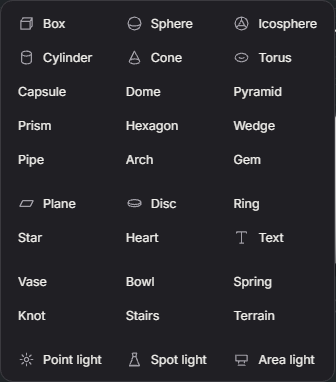 Box Sphere Icosphere
Cylinder Cone Torus
Capsule Dome Pyramid
Prism Hexagon Wedge
Pipe Arch Gem
Plane Disc Ring
Star Heart Text
Vase Bowl Spring
Knot Stairs Terrain
Point light Spot light Area light